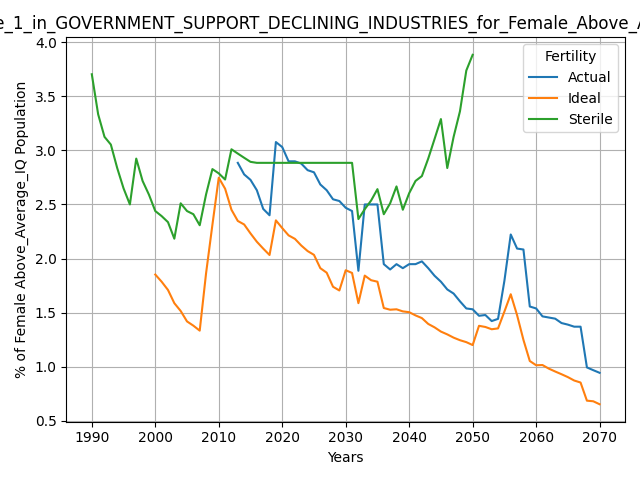 e_1_in_GOVERNMENT_SUPPORT_DECLINING_INDUSTRIES_for_Female_Above_A
4.0
3.5
3.0
2.5
2.0
1.5
1.0
0.5
% of Female Above_Average_IQ Population
Fertility
Actual
Ideal
Sterile
1990 2000 2010 2020 2030 2040 2050 2060 2070
Years